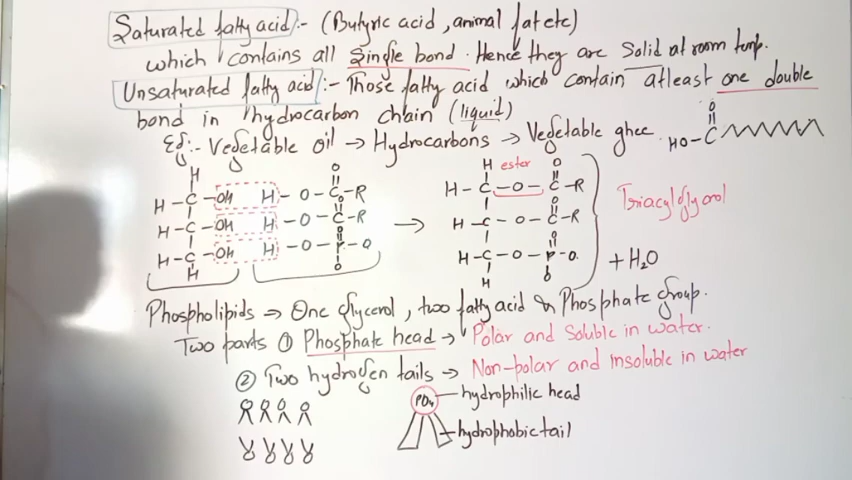 Saturated fatty acid :- (Butyric acid, animal fat etc)
which contains all single bond. Hence they are solid at room temp.
Unsaturated fatty acid :- Those fatty acid which contain atleast one double
bond in hydrocarbon chain (liquid)
Eg:- Vegetable oil → Hydrocarbons → Vegetable ghee
O
HO-C
H
H-C-OH H-O-C-R
O
H-C-OH H-O-C-R
O
H-C-OH H-O-P-O
H O
→
H ester O
H-C-O-C-R
O
H-C-O-C-R
O
H-C-O-P-O.
H O
Triacylglycrol
+ H2O
Phospholipids ⇒ One glycerol, two fatty acid & Phosphate group.
Two parts ① Phosphate head → Polar and Soluble in water.
② Two hydrogen tails → Non-polar and insoluble in water
PO4 hydrophilic head
hydrophobic tail